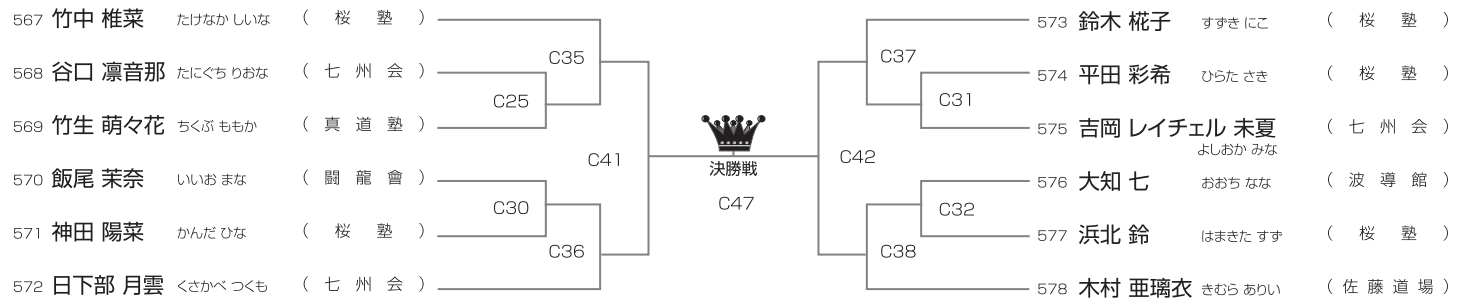 567 竹中 椎菜 たけなか しいな （ 桜 塾 ）
568 谷口 凛音那 たにぐち りおな （ 七 州 会 ）
569 竹生 萌々花 ちくぶ ももか （ 真 道 塾 ）
570 飯尾 茉奈 いいお まな （ 闘 龍 會 ）
571 神田 陽菜 かんだ ひな （ 桜 塾 ）
572 日下部 月雲 くさかべ つくも （ 七 州 会 ）
C35
C25
C41
C30
C36
決勝戦
C47
C37
C31
C42
C32
C38
573 鈴木 椛子 すずき にこ （ 桜 塾 ）
574 平田 彩希 ひらた さき （ 桜 塾 ）
575 吉岡 レイチェル 未夏 （ 七 州 会 ）
よしおか みな
576 大知 七 おおち なな （ 波 導 館 ）
577 浜北 鈴 はまきた すず （ 桜 塾 ）
578 木村 亜璃衣 きむら ありい （ 佐 藤 道 場 ）